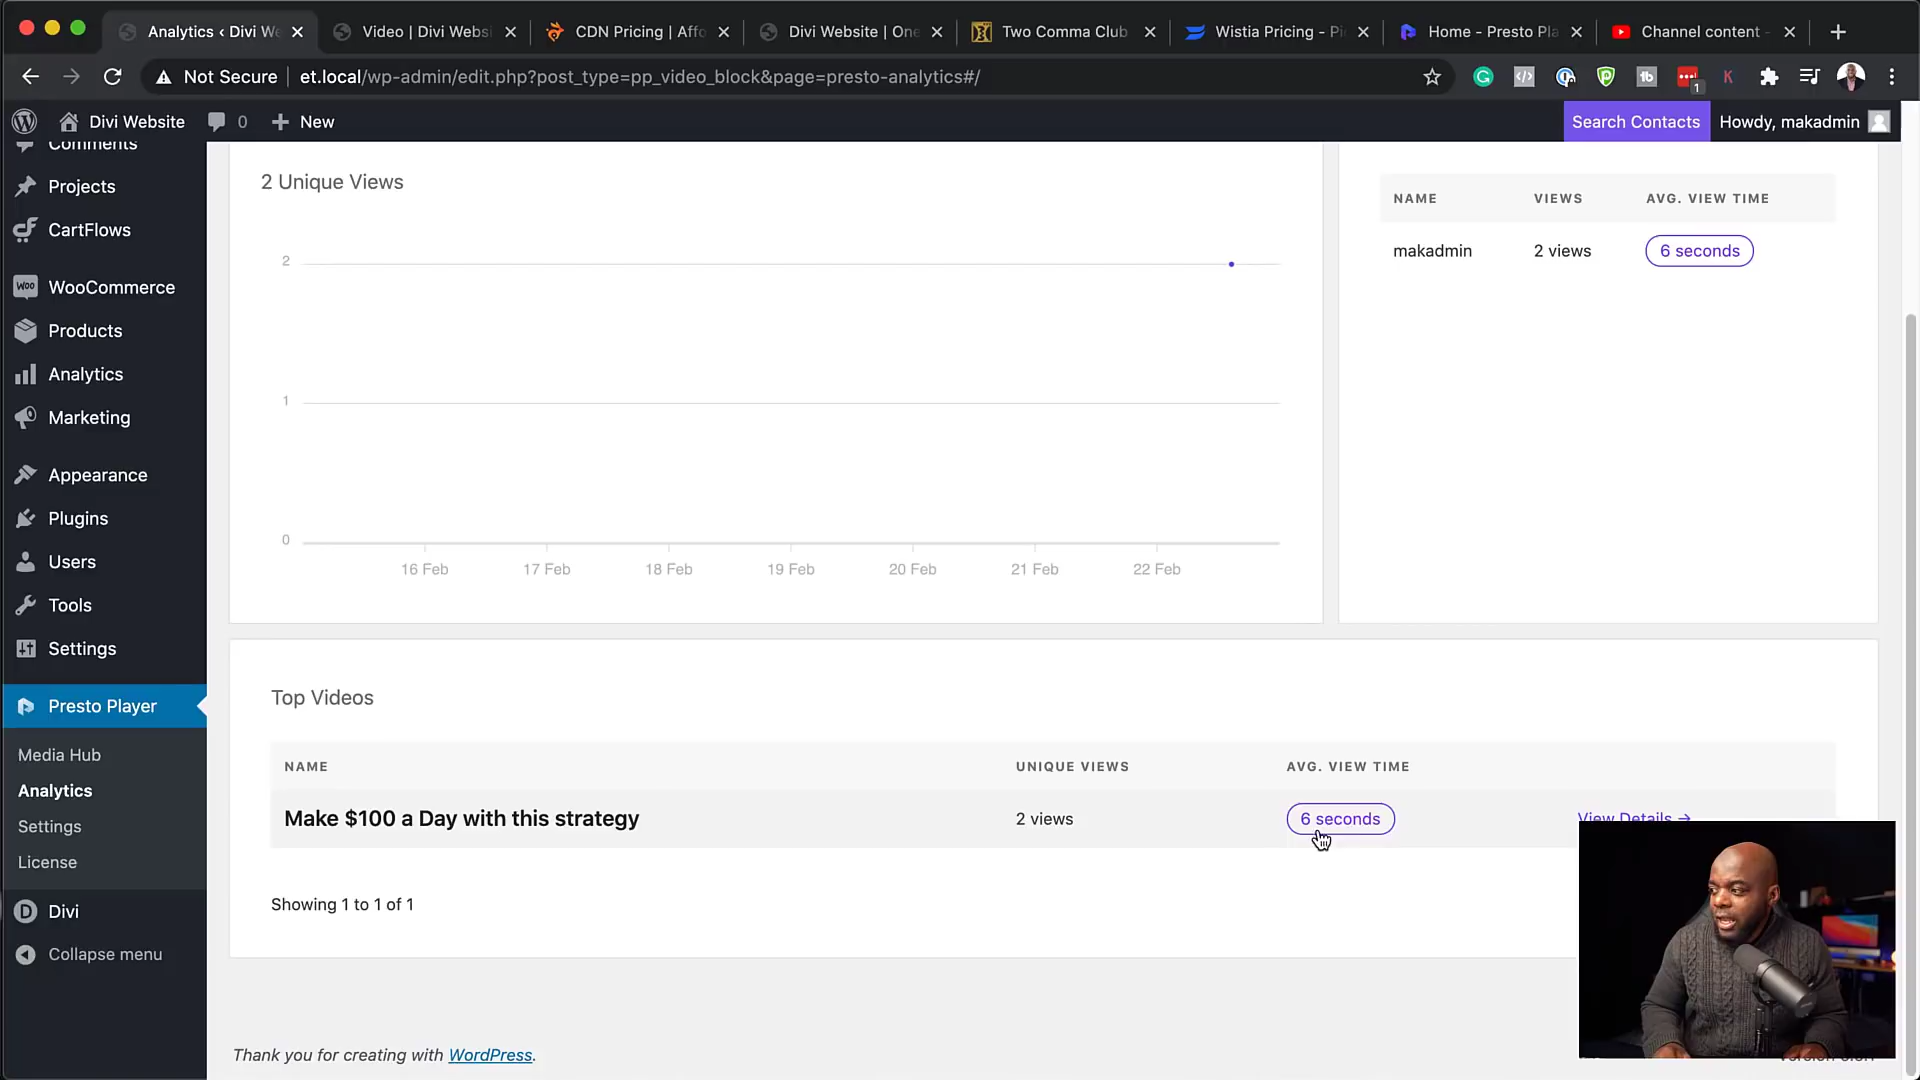 Analytics ‹ Divi We
Video | Divi Websi
CDN Pricing | Affo
Divi Website | One
Two Comma Club
Wistia Pricing - Pi
Home - Presto Pla
Channel content -
Not Secure
et.local/wp-admin/edit.php?post_type=pp_video_block&page=presto-analytics#/
1
Divi Website
0
New
Search Contacts
Howdy, makadmin
Comments
Projects
CartFlows
WooCommerce
Products
Analytics
Marketing
Appearance
Plugins
Users
Tools
Settings
Presto Player
Media Hub
Analytics
Settings
License
Divi
Collapse menu
2 Unique Views
2
1
0
16 Feb 17 Feb 18 Feb 19 Feb 20 Feb 21 Feb 22 Feb
NAME VIEWS AVG. VIEW TIME
makadmin 2 views 6 seconds
Top Videos
NAME UNIQUE VIEWS AVG. VIEW TIME
Make $100 a Day with this strategy 2 views 6 seconds View Details →
Showing 1 to 1 of 1
Thank you for creating with WordPress.